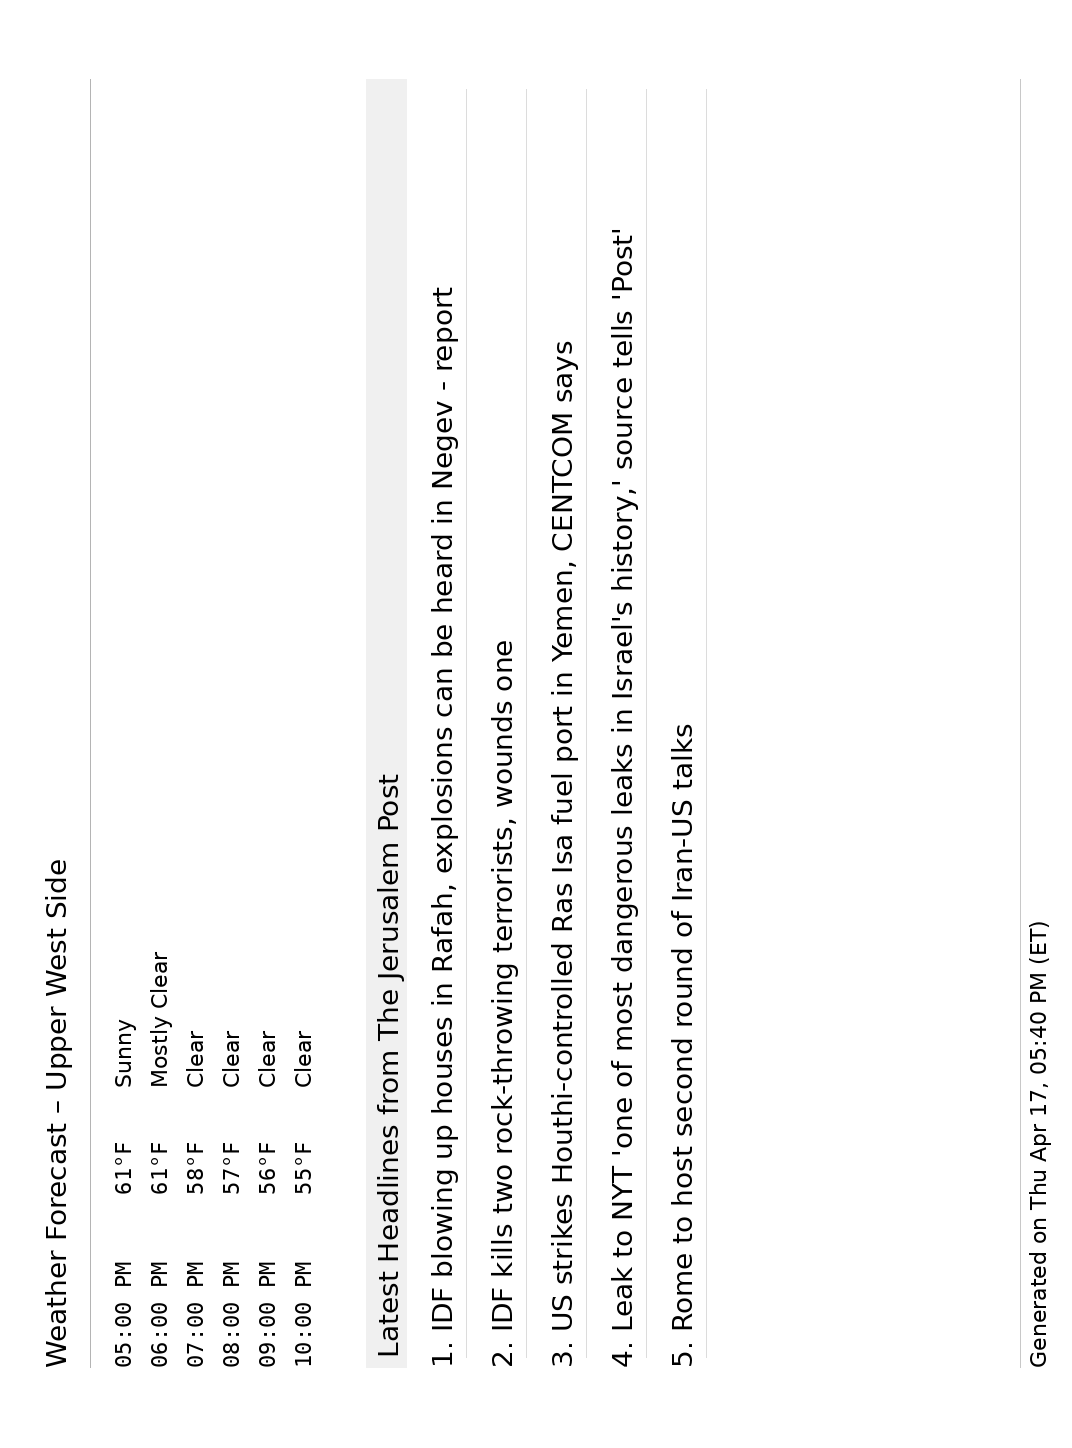 Weather Forecast – Upper West Side
05:00 PM 61°F Sunny
06:00 PM 61°F Mostly Clear
07:00 PM 58°F Clear
08:00 PM 57°F Clear
09:00 PM 56°F Clear
10:00 PM 55°F Clear
Latest Headlines from The Jerusalem Post
1. IDF blowing up houses in Rafah, explosions can be heard in Negev - report
2. IDF kills two rock-throwing terrorists, wounds one
3. US strikes Houthi-controlled Ras Isa fuel port in Yemen, CENTCOM says
4. Leak to NYT 'one of most dangerous leaks in Israel's history,' source tells 'Post'
5. Rome to host second round of Iran-US talks
Generated on Thu Apr 17, 05:40 PM (ET)